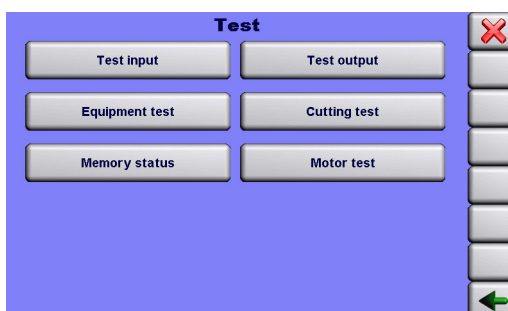 Test
Test input
Test output
Equipment test
Cutting test
Memory status
Motor test